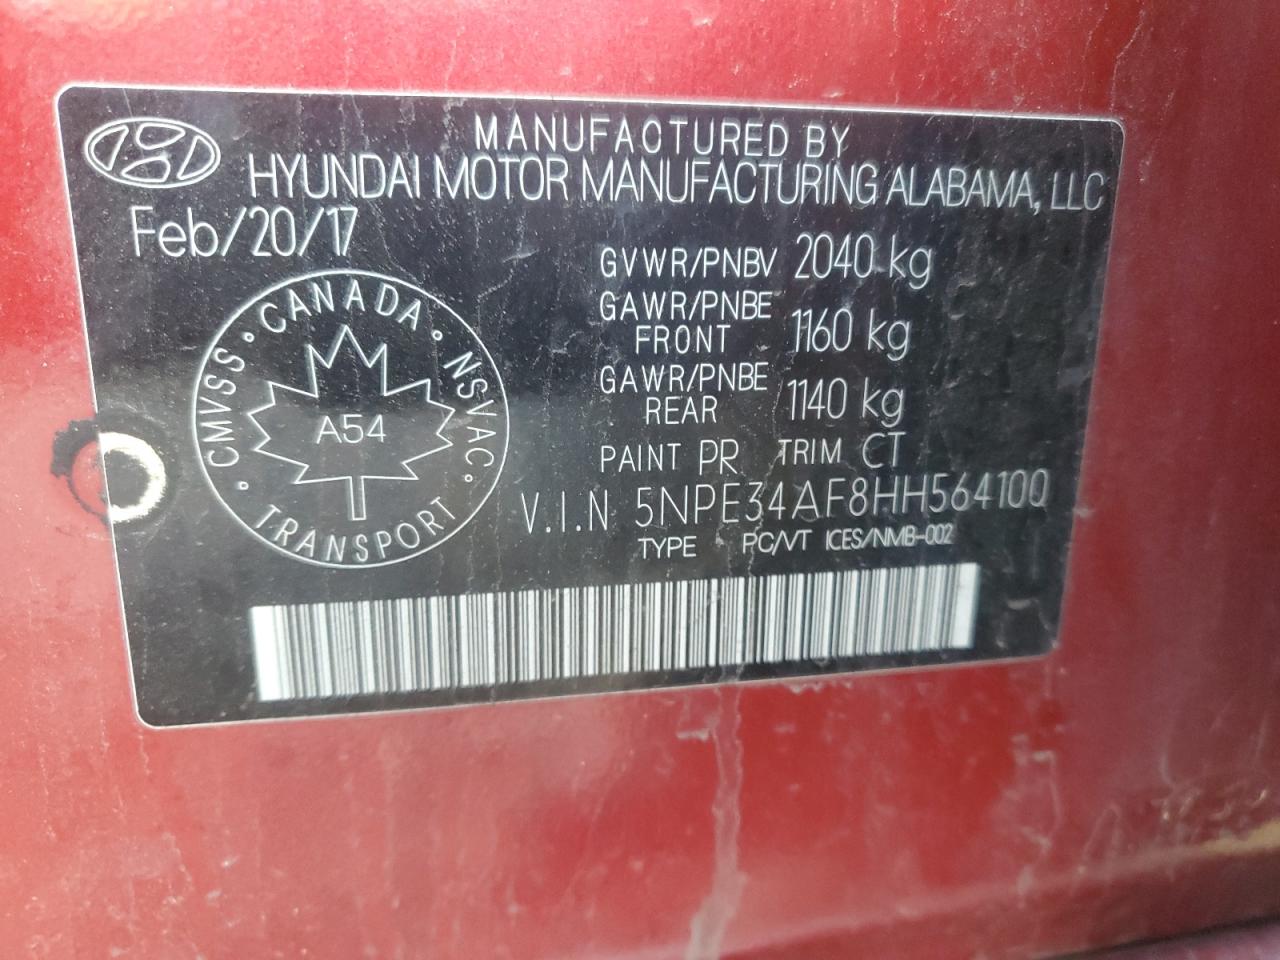 MANUFACTURED BY
HYUNDAI MOTOR MANUFACTURING ALABAMA, LLC
Feb/20/17
GVWR/PNBV 2040 kg
GAWR/PNBE FRONT 1160 kg
GAWR/PNBE REAR 1140 kg
PAINT PR TRIM CT
V.I.N 5NPE34AF8HH564100
TYPE PC/VT ICES/NMB-002
CANADA
CMVSS
NSVAC
A54
TRANSPORT